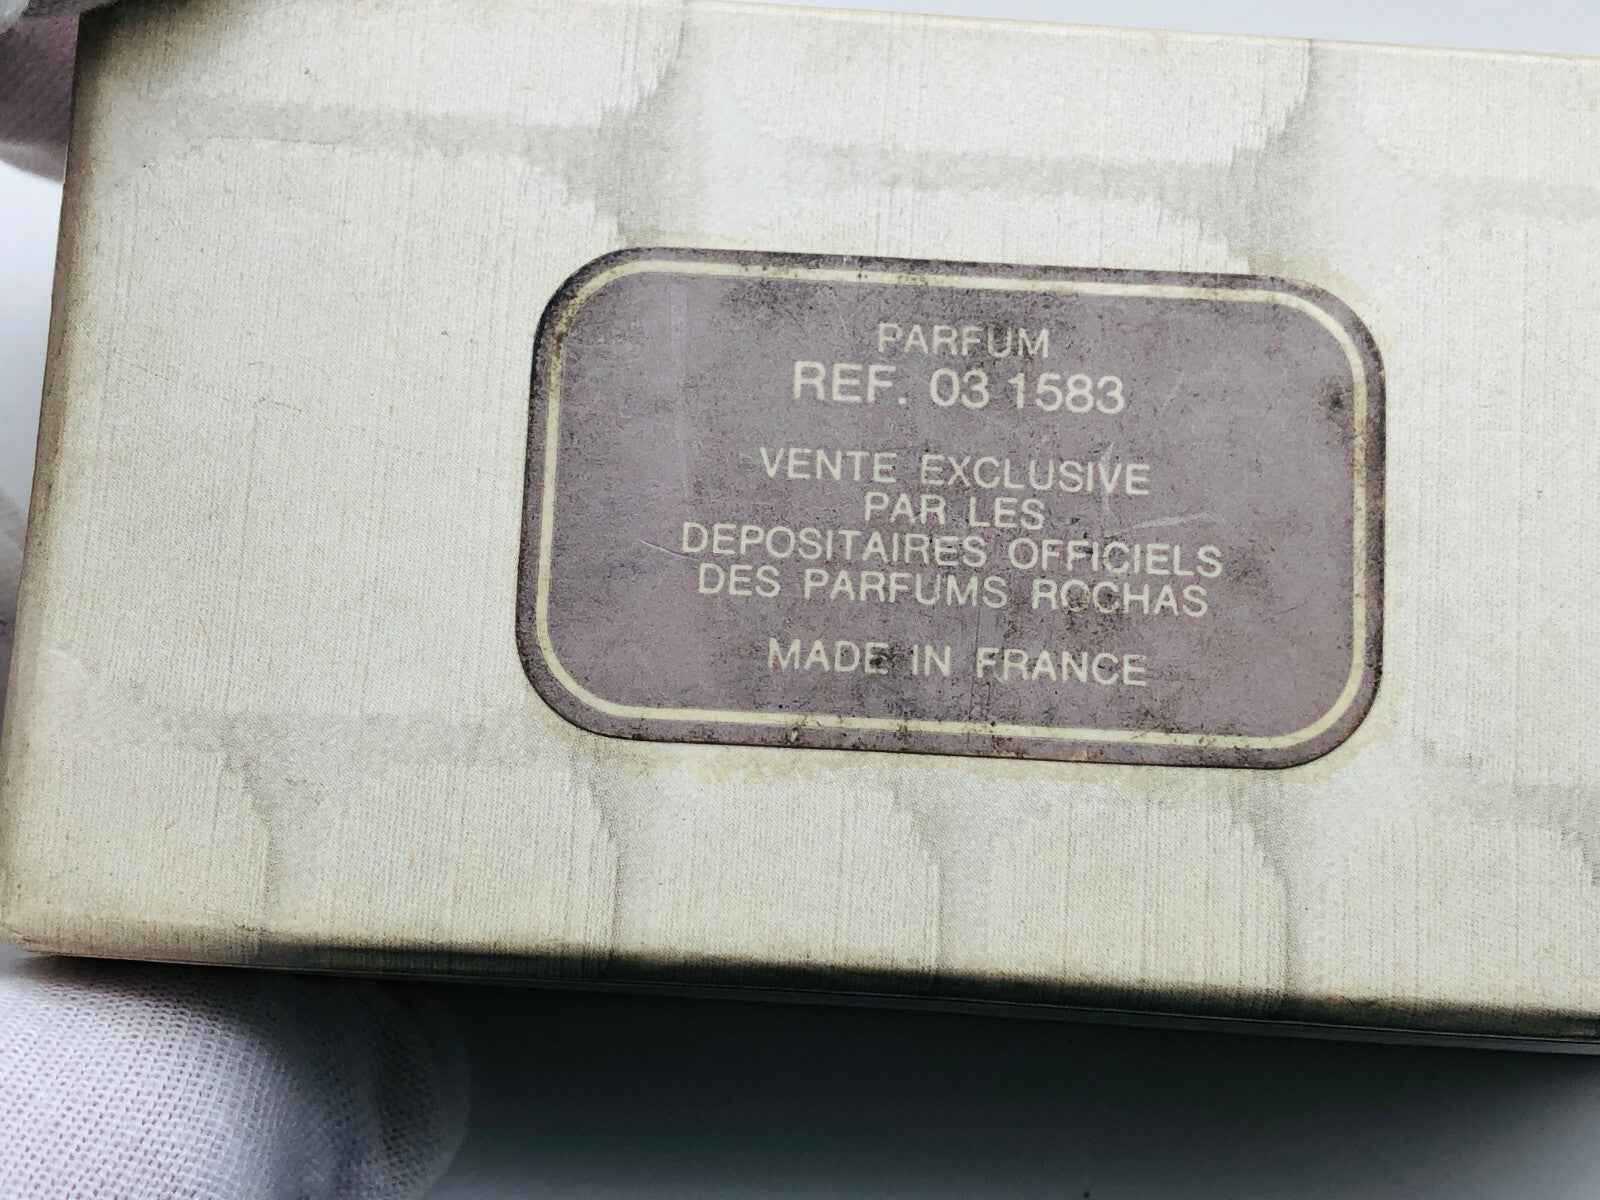 PARFUM
REF. 03 1583
VENTE EXCLUSIVE
PAR LES
DEPOSITAIRES OFFICIELS
DES PARFUMS ROCHAS
MADE IN FRANCE